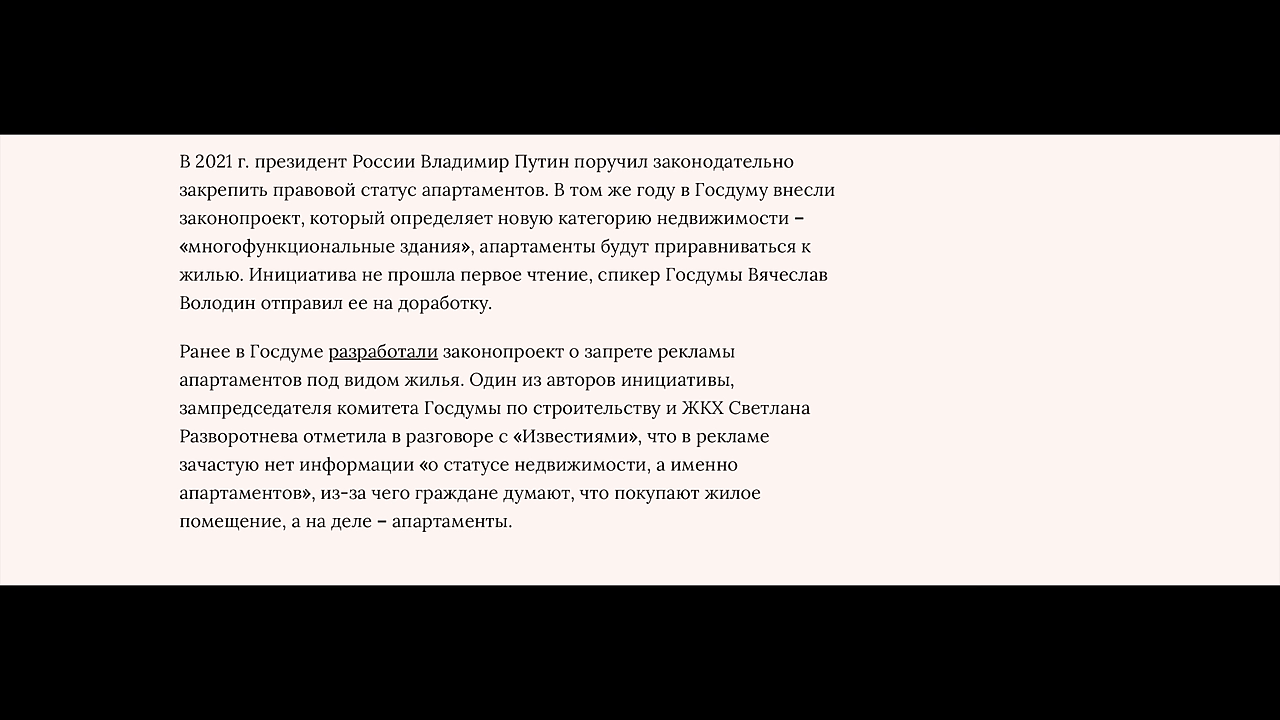 В 2021 г. президент России Владимир Путин поручил законодательно
закрепить правовой статус апартаментов. В том же году в Госдуму внесли
законопроект, который определяет новую категорию недвижимости –
«многофункциональные здания», апартаменты будут приравниваться к
жилью. Инициатива не прошла первое чтение, спикер Госдумы Вячеслав
Володин отправил ее на доработку.
Ранее в Госдуме разработали законопроект о запрете рекламы
апартаментов под видом жилья. Один из авторов инициативы,
зампредседателя комитета Госдумы по строительству и ЖКХ Светлана
Разворотнева отметила в разговоре с «Известиями», что в рекламе
зачастую нет информации «о статусе недвижимости, а именно
апартаментов», из-за чего граждане думают, что покупают жилое
помещение, а на деле – апартаменты.